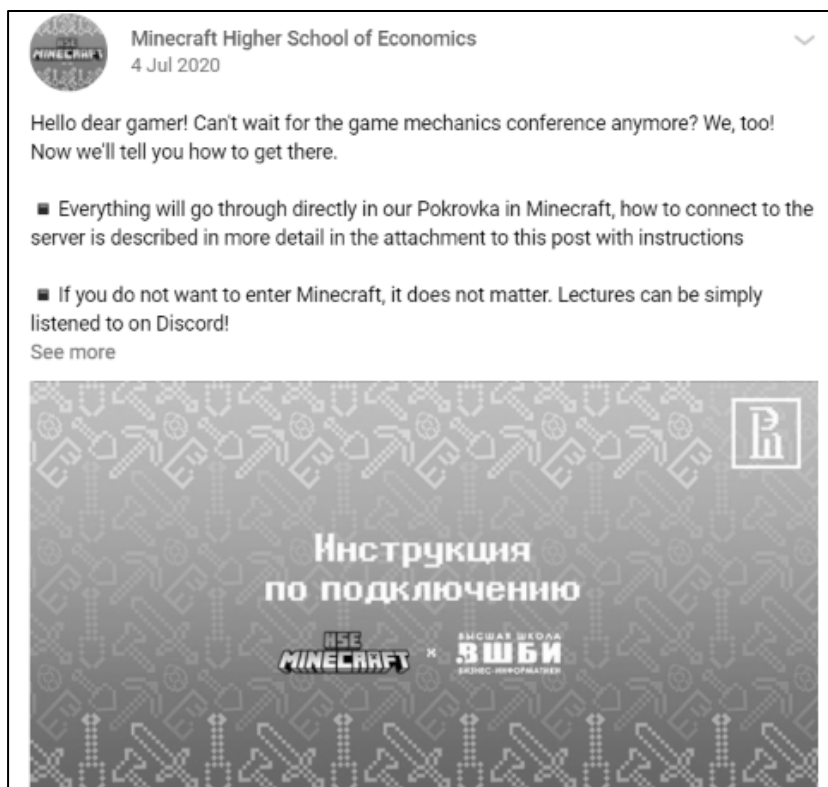 HSE
MINECRAFT
Minecraft Higher School of Economics
4 Jul 2020
Hello dear gamer! Can't wait for the game mechanics conference anymore? We, too!
Now we'll tell you how to get there.
■ Everything will go through directly in our Pokrovka in Minecraft, how to connect to the
server is described in more detail in the attachment to this post with instructions
■ If you do not want to enter Minecraft, it does not matter. Lectures can be simply
listened to on Discord!
See more
Инструкция
по подключению
HSE
MINECRAFT
×
ВЫСШАЯ ШКОЛА
ВШБИ
БИЗНЕС-ИНФОРМАТИКИ